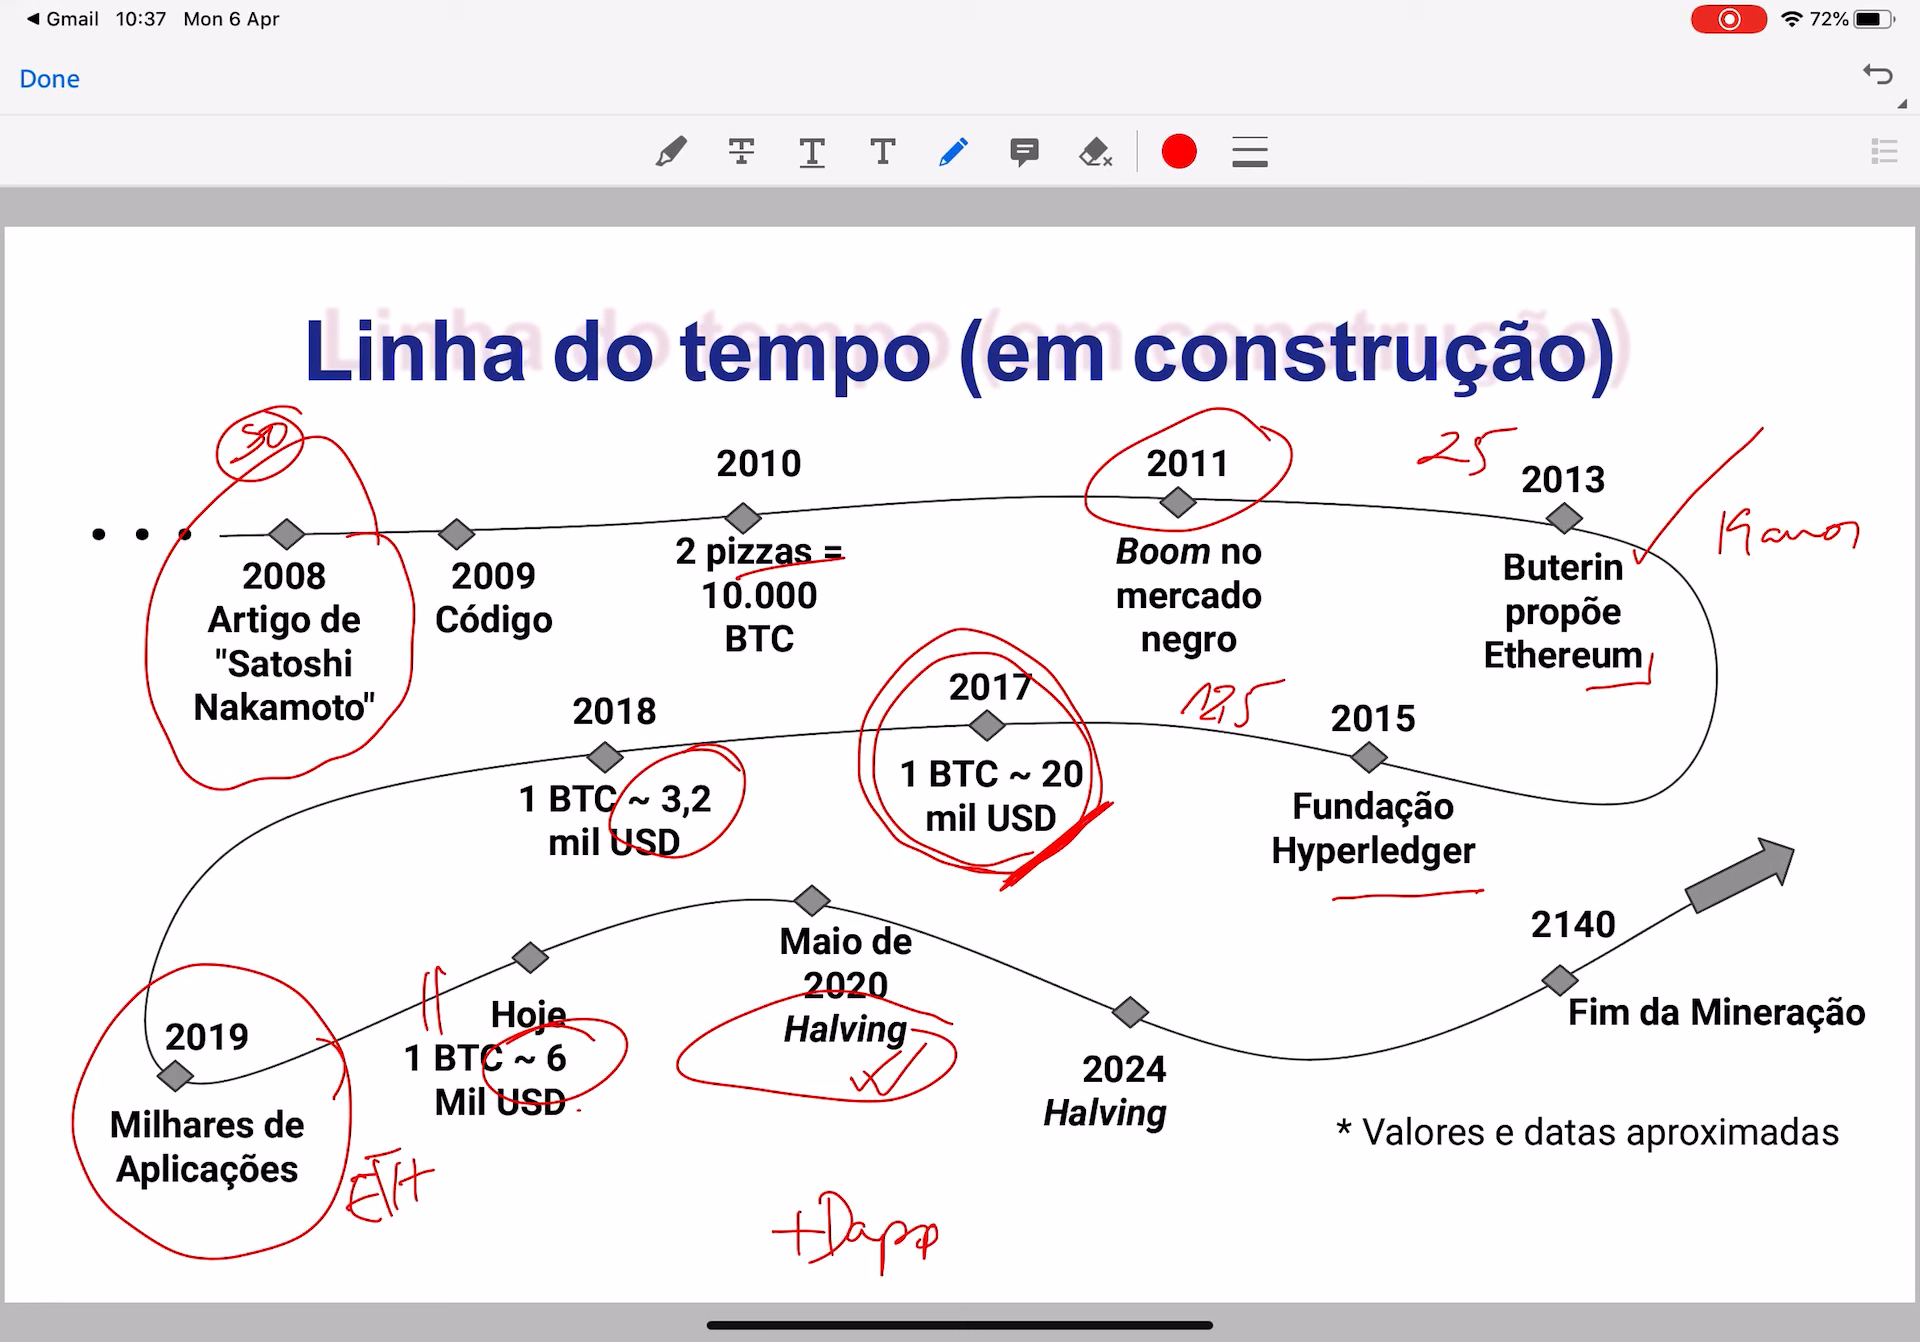 Gmail 10:37 Mon 6 Apr 72%
Done
Linha do tempo (em construção)
50
2008
Artigo de
"Satoshi
Nakamoto"
2009
Código
2010
2 pizzas =
10.000
BTC
2011
Boom no
mercado
negro
25
2013
Buterin
propõe
Ethereum
19 anos
2018
1 BTC ~ 3,2
mil USD
2017
1 BTC ~ 20
mil USD
12,5
2015
Fundação
Hyperledger
2019
Milhares de
Aplicações
ETH
Hoje
1 BTC ~ 6
Mil USD
Maio de
2020
Halving
2024
Halving
2140
Fim da Mineração
* Valores e datas aproximadas
+Dapp